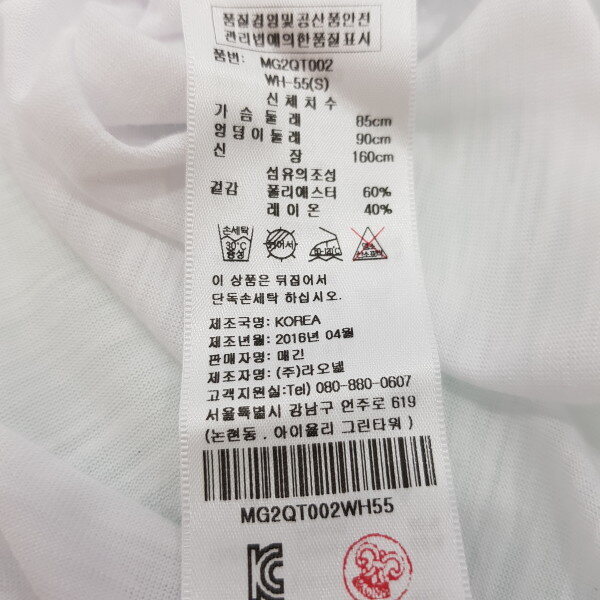 품질경영및공산품안전
관리법에의한품질표시
품번: MG2QT002
WH-55(S)
신체치수
가슴둘레 85cm
엉덩이둘레 90cm
신 장 160cm
섬유의조성
겉감 폴리에스터 60%
레이온 40%
손세탁
30℃
중성
이 상품은 뒤집어서
단독손세탁 하십시오.
제조국명: KOREA
제조년월: 2016년 04월
판매자명: 매긴
제조자명: (주)라오넬
고객지원실:Tel) 080-880-0607
서울특별시 강남구 언주로 619
(논현동 . 아이율리 그린타워 )
MG2QT002WH55